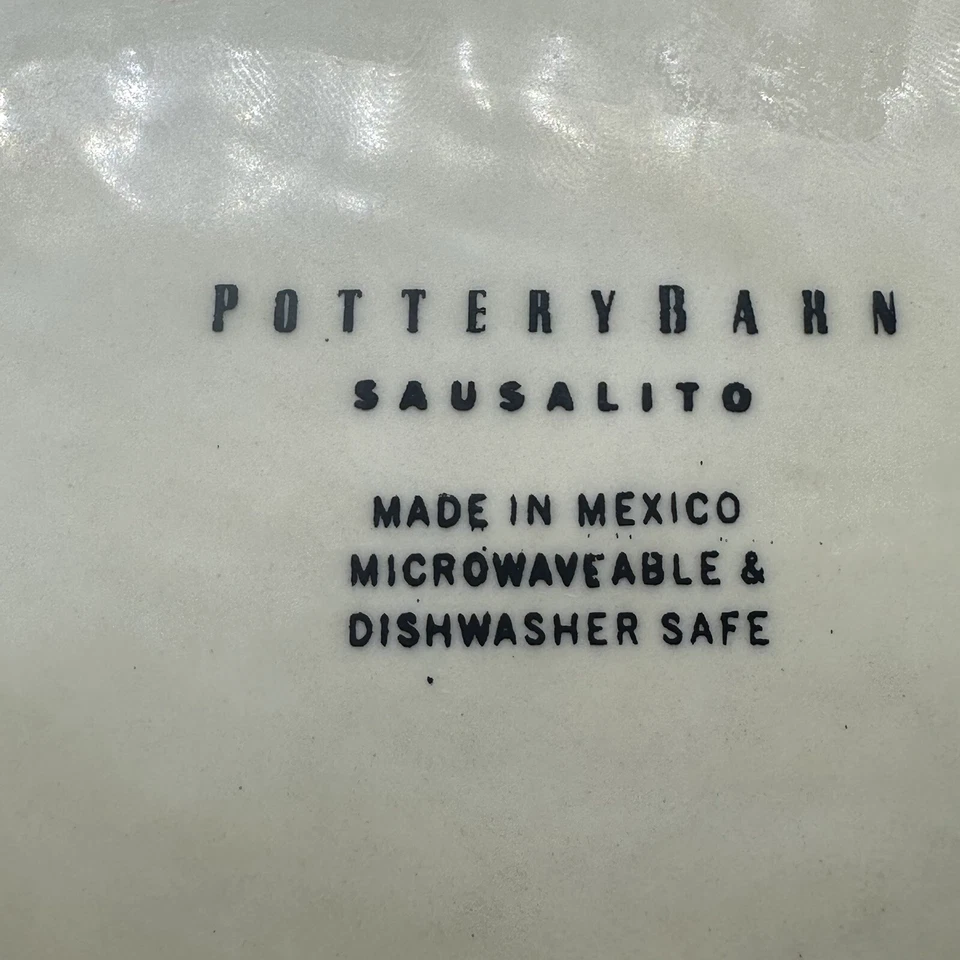 POTTERYBARN
SAUSALITO
MADE IN MEXICO
MICROWAVEABLE &
DISHWASHER SAFE